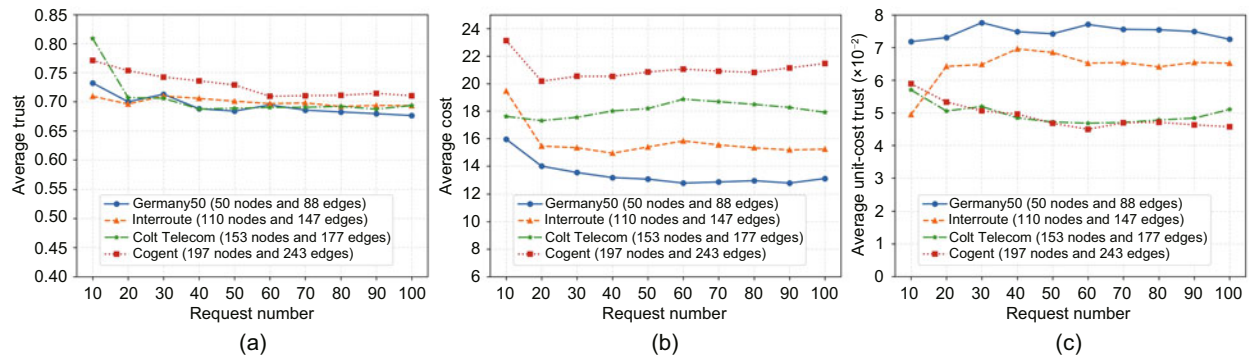 Average trust
0.85
0.80
0.75
0.70
0.65
0.60
0.55
0.50
0.45
0.40
Germany50 (50 nodes and 88 edges)
Interroute (110 nodes and 147 edges)
Colt Telecom (153 nodes and 177 edges)
Cogent (197 nodes and 243 edges)
10 20 30 40 50 60 70 80 90 100
Request number
(a)
Average cost
24
22
20
18
16
14
12
10
8
6
Germany50 (50 nodes and 88 edges)
Interroute (110 nodes and 147 edges)
Colt Telecom (153 nodes and 177 edges)
Cogent (197 nodes and 243 edges)
10 20 30 40 50 60 70 80 90 100
Request number
(b)
Average unit-cost trust (×10⁻²)
8
7
6
5
4
3
2
1
0
Germany50 (50 nodes and 88 edges)
Interroute (110 nodes and 147 edges)
Colt Telecom (153 nodes and 177 edges)
Cogent (197 nodes and 243 edges)
10 20 30 40 50 60 70 80 90 100
Request number
(c)